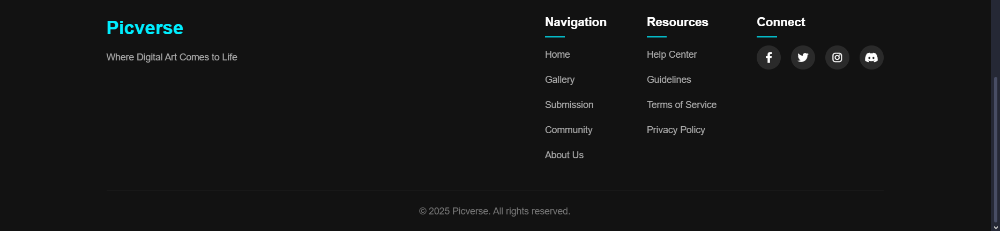 Picverse
Where Digital Art Comes to Life
Navigation
Home
Gallery
Submission
Community
About Us
Resources
Help Center
Guidelines
Terms of Service
Privacy Policy
Connect
© 2025 Picverse. All rights reserved.